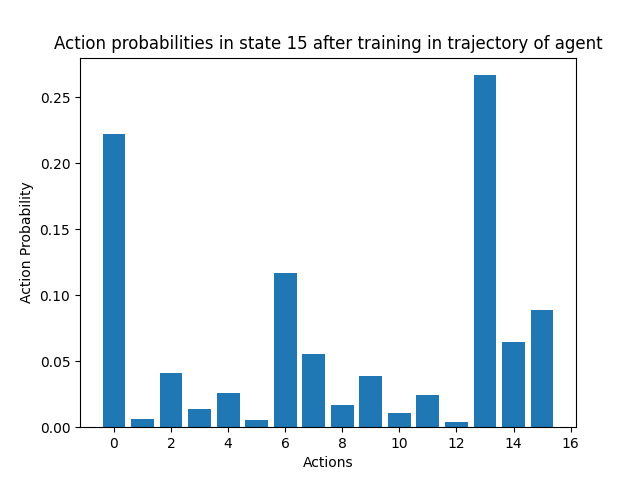 Action probabilities in state 15 after training in trajectory of agent
0.25
0.20
0.15
0.10
0.05
0.00
Action Probability
0 2 4 6 8 10 12 14 16
Actions